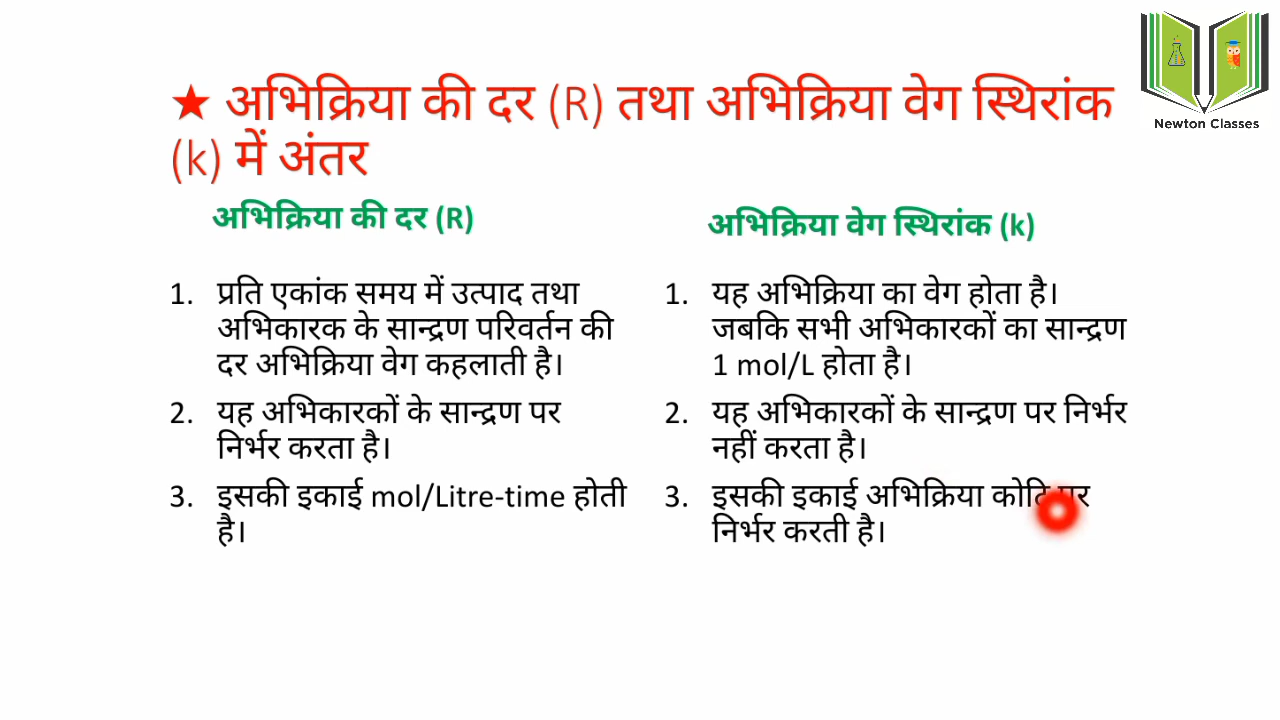 Newton Classes
★ अभिक्रिया की दर (R) तथा अभिक्रिया वेग स्थिरांक
(k) में अंतर
अभिक्रिया की दर (R)
1. प्रति एकांक समय में उत्पाद तथा
अभिकारक के सान्द्रण परिवर्तन की
दर अभिक्रिया वेग कहलाती है।
2. यह अभिकारकों के सान्द्रण पर
निर्भर करता है।
3. इसकी इकाई mol/Litre-time होती
है।
अभिक्रिया वेग स्थिरांक (k)
1. यह अभिक्रिया का वेग होता है।
जबकि सभी अभिकारकों का सान्द्रण
1 mol/L होता है।
2. यह अभिकारकों के सान्द्रण पर निर्भर
नहीं करता है।
3. इसकी इकाई अभिक्रिया कोटि पर
निर्भर करती है।